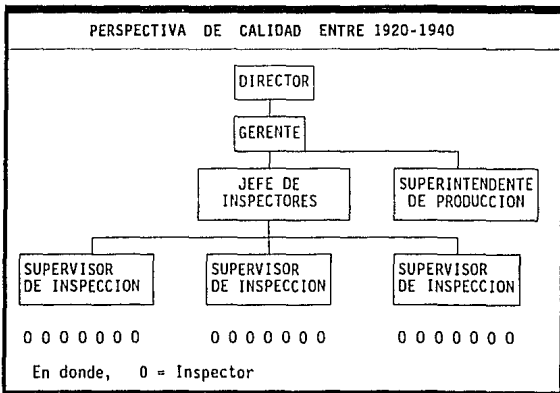 PERSPECTIVA DE CALIDAD ENTRE 1920-1940
DIRECTOR
GERENTE
JEFE DE
INSPECTORES
SUPERINTENDENTE
DE PRODUCCION
SUPERVISOR
DE INSPECCION
SUPERVISOR
DE INSPECCION
SUPERVISOR
DE INSPECCION
0 0 0 0 0 0 0
0 0 0 0 0 0 0
0 0 0 0 0 0 0
En donde, 0 = Inspector